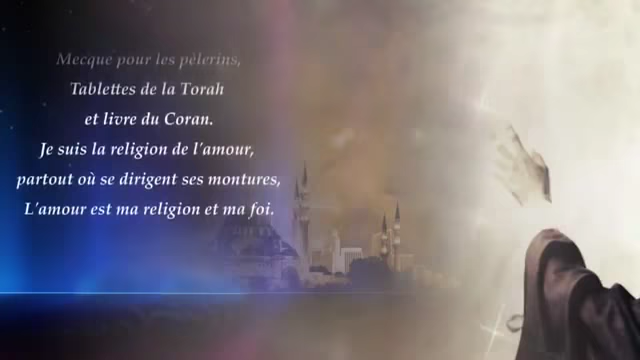 Mecque pour les pèlerins,
Tablettes de la Torah
et livre du Coran.
Je suis la religion de l'amour,
partout où se dirigent ses montures,
L'amour est ma religion et ma foi.